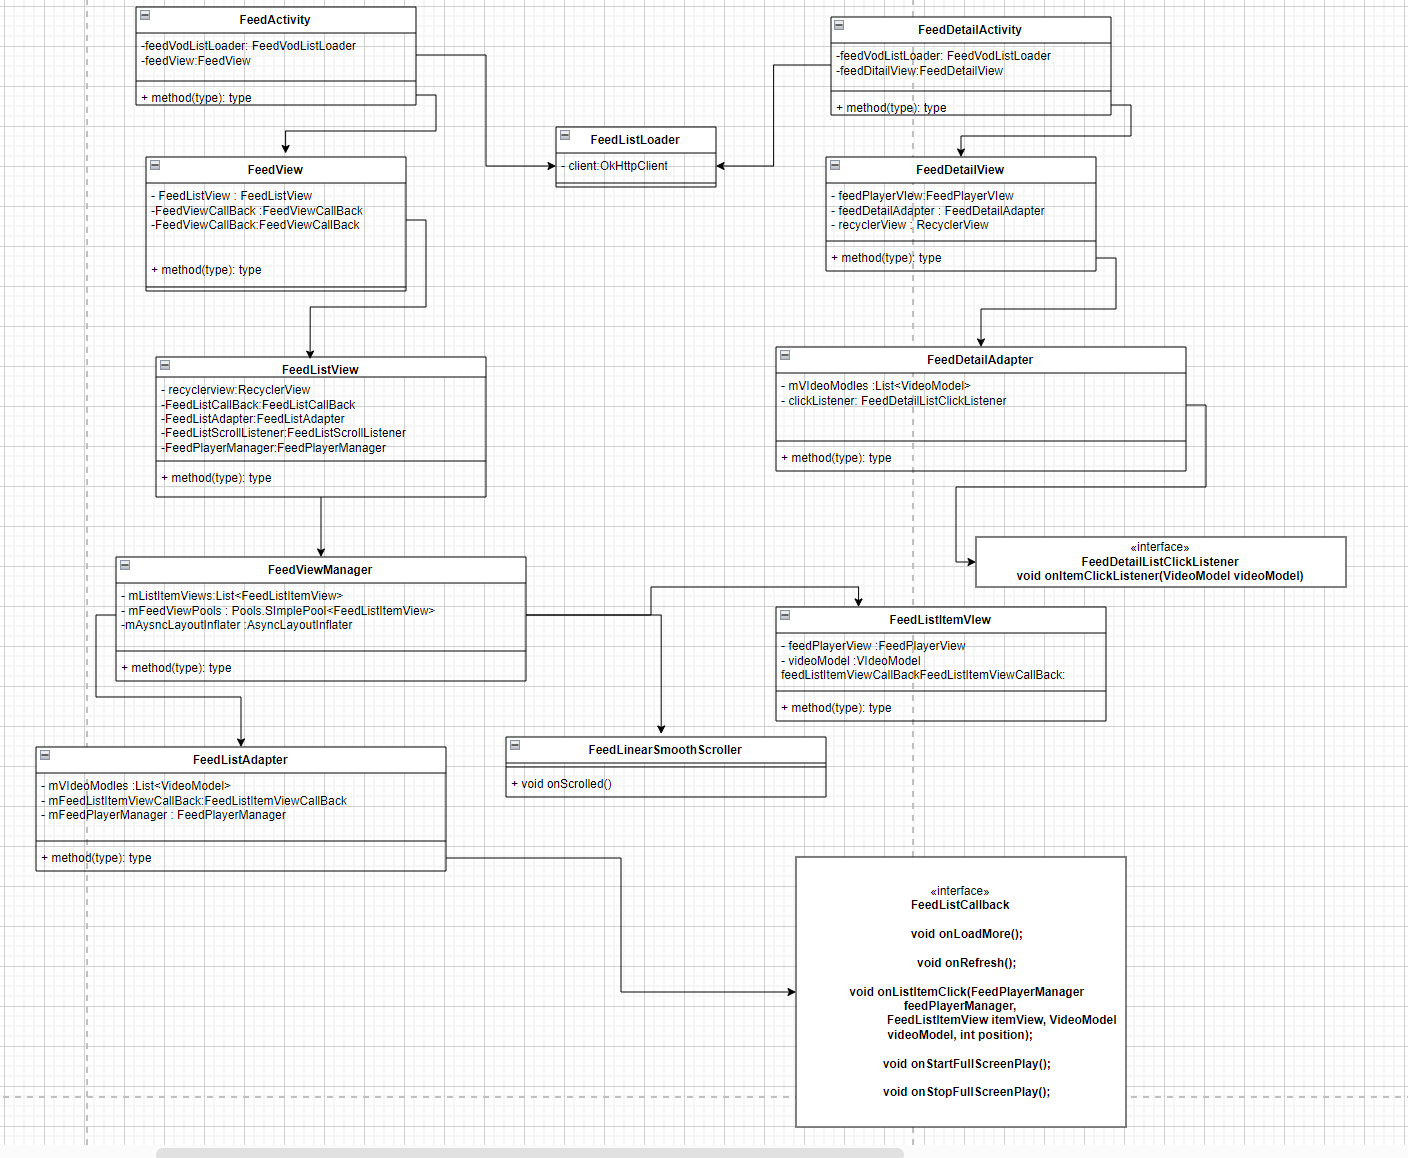 FeedActivity
-feedVodListLoader: FeedVodListLoader
-feedView:FeedView
+ method(type): type
FeedDetailActivity
-feedVodListLoader: FeedVodListLoader
-feedDitailView:FeedDetailView
+ method(type): type
FeedListLoader
- client:OkHttpClient
FeedView
- FeedListView : FeedListView
-FeedViewCallBack :FeedViewCallBack
-FeedViewCallBack:FeedViewCallBack
+ method(type): type
FeedDetailView
- feedPlayerVIew:FeedPlayerVIew
- feedDetailAdapter : FeedDetailAdapter
- recyclerView : RecyclerView
+ method(type): type
FeedListView
- recyclerview:RecyclerView
-FeedListCallBack:FeedListCallBack
-FeedListAdapter:FeedListAdapter
-FeedListScrollListener:FeedListScrollListener
-FeedPlayerManager:FeedPlayerManager
+ method(type): type
FeedDetailAdapter
- mVIdeoModles :List<VideoModel>
- clickListener: FeedDetailListClickListener
+ method(type): type
«interface»
FeedDetailListClickListener
void onItemClickListener(VideoModel videoModel)
FeedViewManager
- mListItemViews:List<FeedListItemView>
- mFeedViewPools : Pools.SImplePool<FeedListItemView>
-mAysncLayoutInflater :AsyncLayoutInflater
+ method(type): type
FeedListItemVIew
- feedPlayerView :FeedPlayerView
- videoModel :VIdeoModel
feedListItemViewCallBackFeedListItemViewCallBack:
+ method(type): type
FeedLinearSmoothScroller
+ void onScrolled()
FeedListAdapter
- mVIdeoModles :List<VideoModel>
- mFeedListItemViewCallBack:FeedListItemViewCallBack
- mFeedPlayerManager : FeedPlayerManager
+ method(type): type
«interface»
FeedListCallback
void onLoadMore();
void onRefresh();
void onListItemClick(FeedPlayerManager
feedPlayerManager,
FeedListItemView itemView, VideoModel
videoModel, int position);
void onStartFullScreenPlay();
void onStopFullScreenPlay();